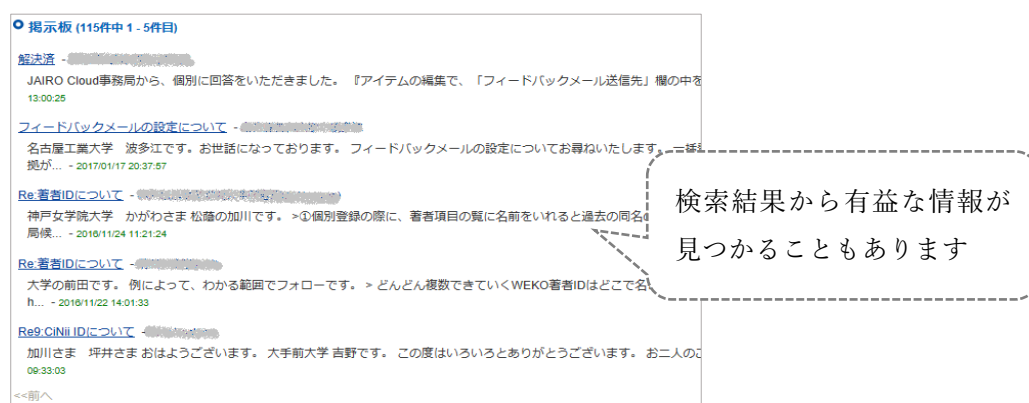 掲示板 (115件中 1 - 5件目)
解決済 -
JAIRO Cloud事務局から、個別に回答をいただきました。 『アイテムの編集で、「フィードバックメール送信先」欄の中を
13:00:25
フィードバックメールの設定について -
名古屋工業大学 波多江です。お世話になっております。 フィードバックメールの設定についてお尋ねいたします。 一括
拠が... - 2017/01/17 20:37:57
Re:著者IDについて -
神戸女学院大学 かがわさま 松蔭の加川です。 >①個別登録の際に、著者項目の覧に名前をいれると過去の同名の
局候... - 2016/11/24 11:21:24
Re:著者IDについて -
大学の前田です。 例によって、わかる範囲でフォローです。 > どんどん複数できていくWEKO著者IDはどこで名
h... - 2016/11/22 14:01:33
Re9:CiNii IDについて -
加川さま 坪井さま おはようございます。 大手前大学 吉野です。 この度はいろいろとありがとうございます。 お二人のご
09:33:03
<<前へ
検索結果から有益な情報が
見つかることもあります